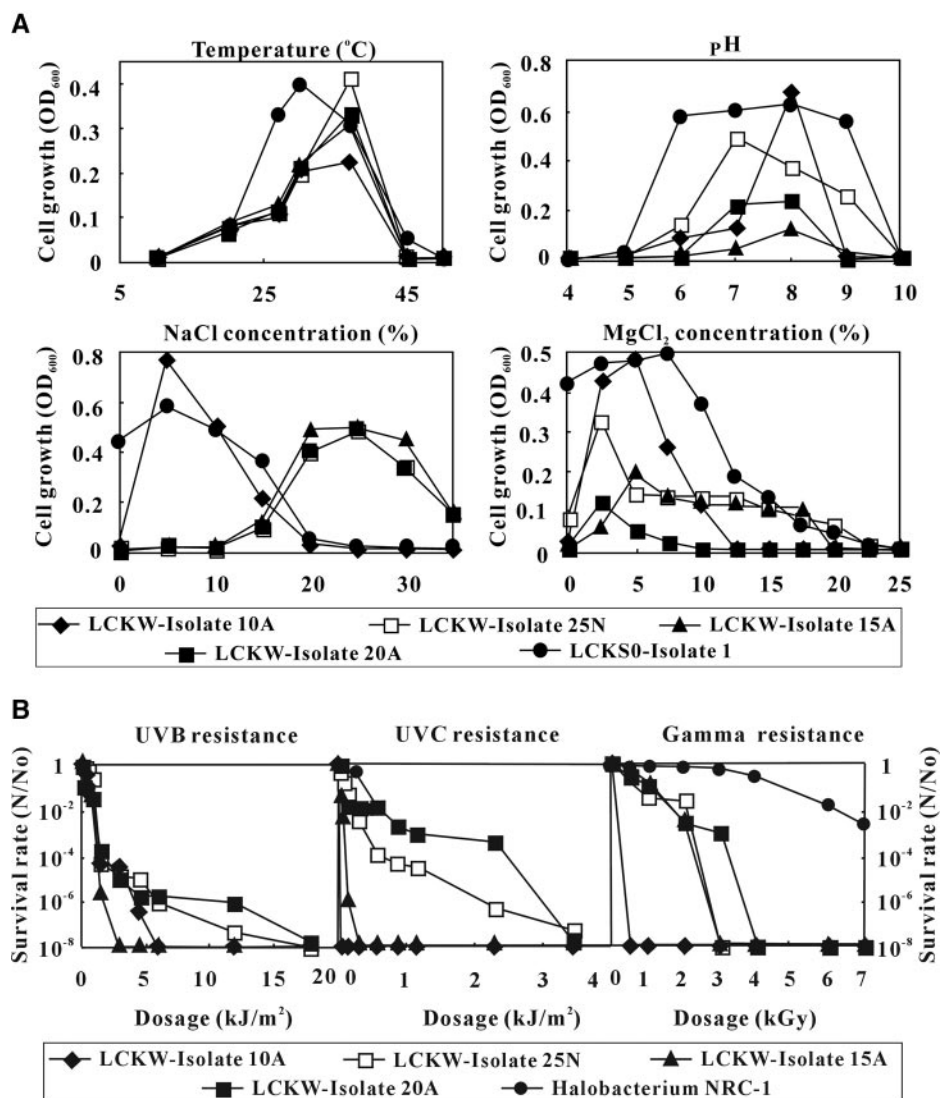 A
Temperature (°C)
PH
Cell growth (OD600)
0.4
0.3
0.2
0.1
0
5 25 45
Cell growth (OD600)
0.8
0.6
0.4
0.2
0
4 5 6 7 8 9 10
NaCl concentration (%)
MgCl2 concentration (%)
Cell growth (OD600)
0.8
0.6
0.4
0.2
0
0 10 20 30
Cell growth (OD600)
0.5
0.4
0.3
0.2
0.1
0
0 5 10 15 20 25
LCKW-Isolate 10A LCKW-Isolate 25N LCKW-Isolate 15A
LCKW-Isolate 20A LCKS0-Isolate 1
B
UVB resistance UVC resistance Gamma resistance
Survival rate (N/No)
1
10-2
10-4
10-6
10-8
0 5 10 15 20
0 1 2 3 4
0 1 2 3 4 5 6 7
1
10-2
10-4
10-6
10-8
Survival rate (N/No)
Dosage (kJ/m2) Dosage (kJ/m2) Dosage (kGy)
LCKW-Isolate 10A LCKW-Isolate 25N LCKW-Isolate 15A
LCKW-Isolate 20A Halobacterium NRC-1